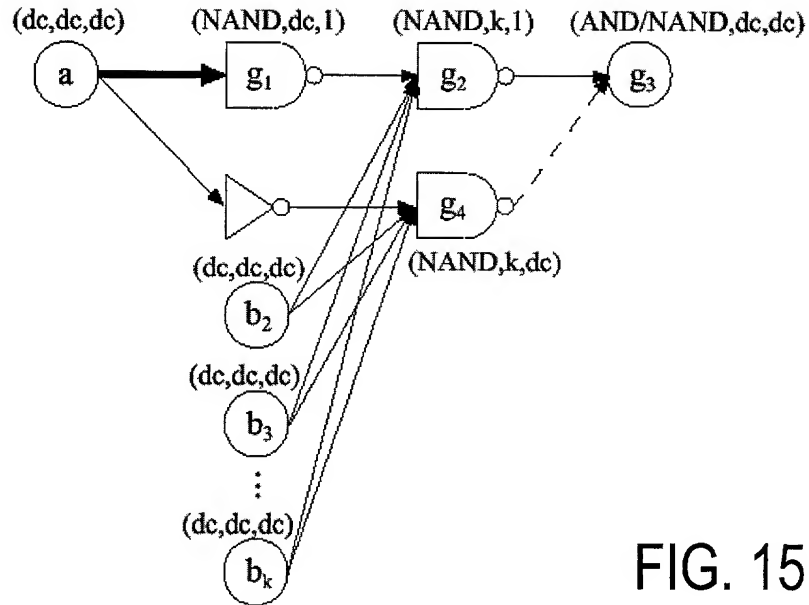 (dc,dc,dc) (NAND,dc,1) (NAND,k,1) (AND/NAND,dc,dc)
a g₁ g₂ g₃
g₄
(dc,dc,dc) (NAND,k,dc)
b₂
(dc,dc,dc)
b₃
⋮
(dc,dc,dc)
bₖ
FIG. 15